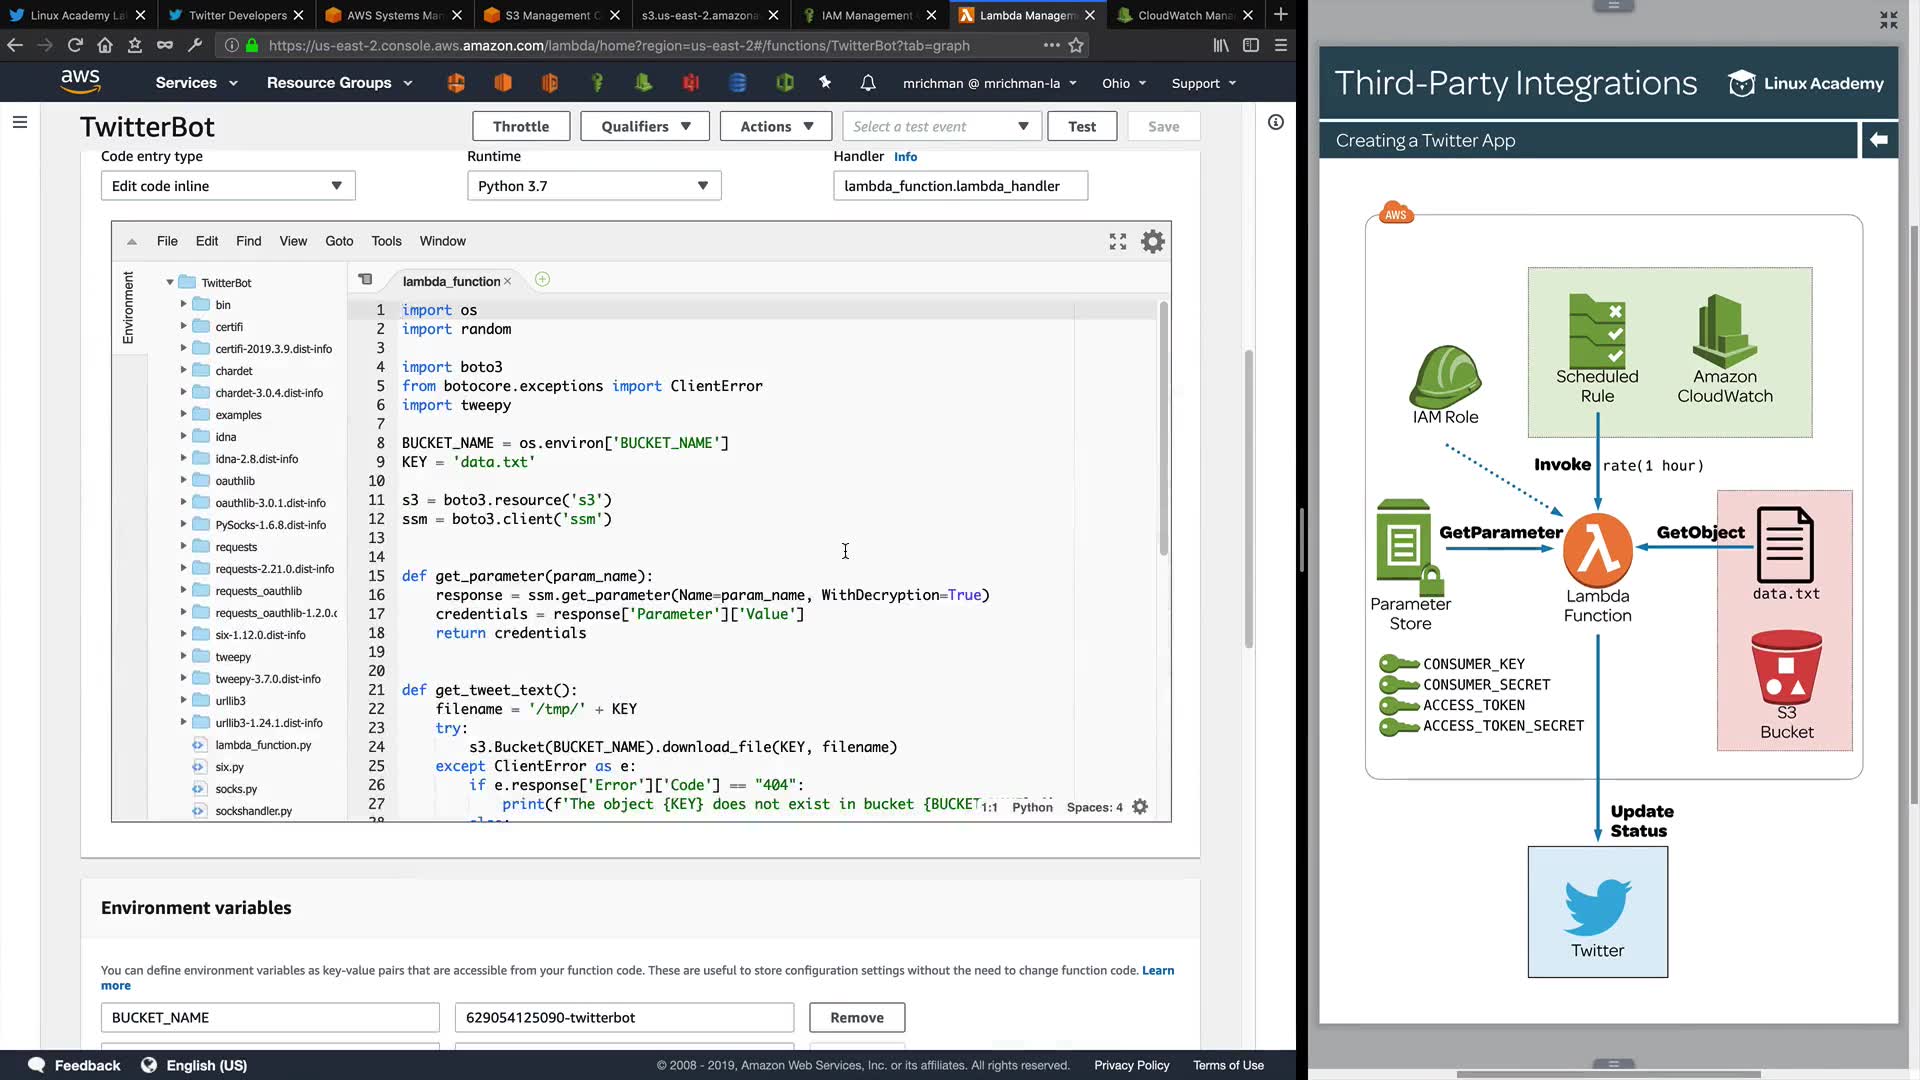 Linux Academy La
Twitter Developers
AWS Systems Man
S3 Management C
s3.us-east-2.amazona
IAM Management
Lambda Managem
CloudWatch Mana
https://us-east-2.console.aws.amazon.com/lambda/home?region=us-east-2#/functions/TwitterBot?tab=graph
aws
Services
Resource Groups
mrichman @ mrichman-la
Ohio
Support
TwitterBot
Throttle
Qualifiers
Actions
Select a test event
Test
Save
Code entry type
Runtime
Handler Info
Edit code inline
Python 3.7
lambda_function.lambda_handler
File Edit Find View Goto Tools Window
Environment
TwitterBot
bin
certifi
certifi-2019.3.9.dist-info
chardet
chardet-3.0.4.dist-info
examples
idna
idna-2.8.dist-info
oauthlib
oauthlib-3.0.1.dist-info
PySocks-1.6.8.dist-info
requests
requests-2.21.0.dist-info
requests_oauthlib
requests_oauthlib-1.2.0.c
six-1.12.0.dist-info
tweepy
tweepy-3.7.0.dist-info
urllib3
urllib3-1.24.1.dist-info
lambda_function.py
six.py
socks.py
sockshandler.py
lambda_function
1 import os
2 import random
3
4 import boto3
5 from botocore.exceptions import ClientError
6 import tweepy
7
8 BUCKET_NAME = os.environ['BUCKET_NAME']
9 KEY = 'data.txt'
10
11 s3 = boto3.resource('s3')
12 ssm = boto3.client('ssm')
13
14
15 def get_parameter(param_name):
16 response = ssm.get_parameter(Name=param_name, WithDecryption=True)
17 credentials = response['Parameter']['Value']
18 return credentials
19
20
21 def get_tweet_text():
22 filename = '/tmp/' + KEY
23 try:
24 s3.Bucket(BUCKET_NAME).download_file(KEY, filename)
25 except ClientError as e:
26 if e.response['Error']['Code'] == "404":
27 print(f'The object {KEY} does not exist in bucket {BUCKET
28 else:
1:1 Python Spaces: 4
Environment variables
You can define environment variables as key-value pairs that are accessible from your function code. These are useful to store configuration settings without the need to change function code. Learn
more
BUCKET_NAME
629054125090-twitterbot
Remove
Feedback
English (US)
© 2008 - 2019, Amazon Web Services, Inc. or its affiliates. All rights reserved.
Privacy Policy
Terms of Use
Third-Party Integrations
Linux Academy
Creating a Twitter App
AWS
Scheduled
Rule
Amazon
CloudWatch
IAM Role
Invoke rate(1 hour)
GetParameter
GetObject
Parameter
Store
Lambda
Function
data.txt
CONSUMER_KEY
CONSUMER_SECRET
ACCESS_TOKEN
ACCESS_TOKEN_SECRET
S3
Bucket
Update
Status
Twitter